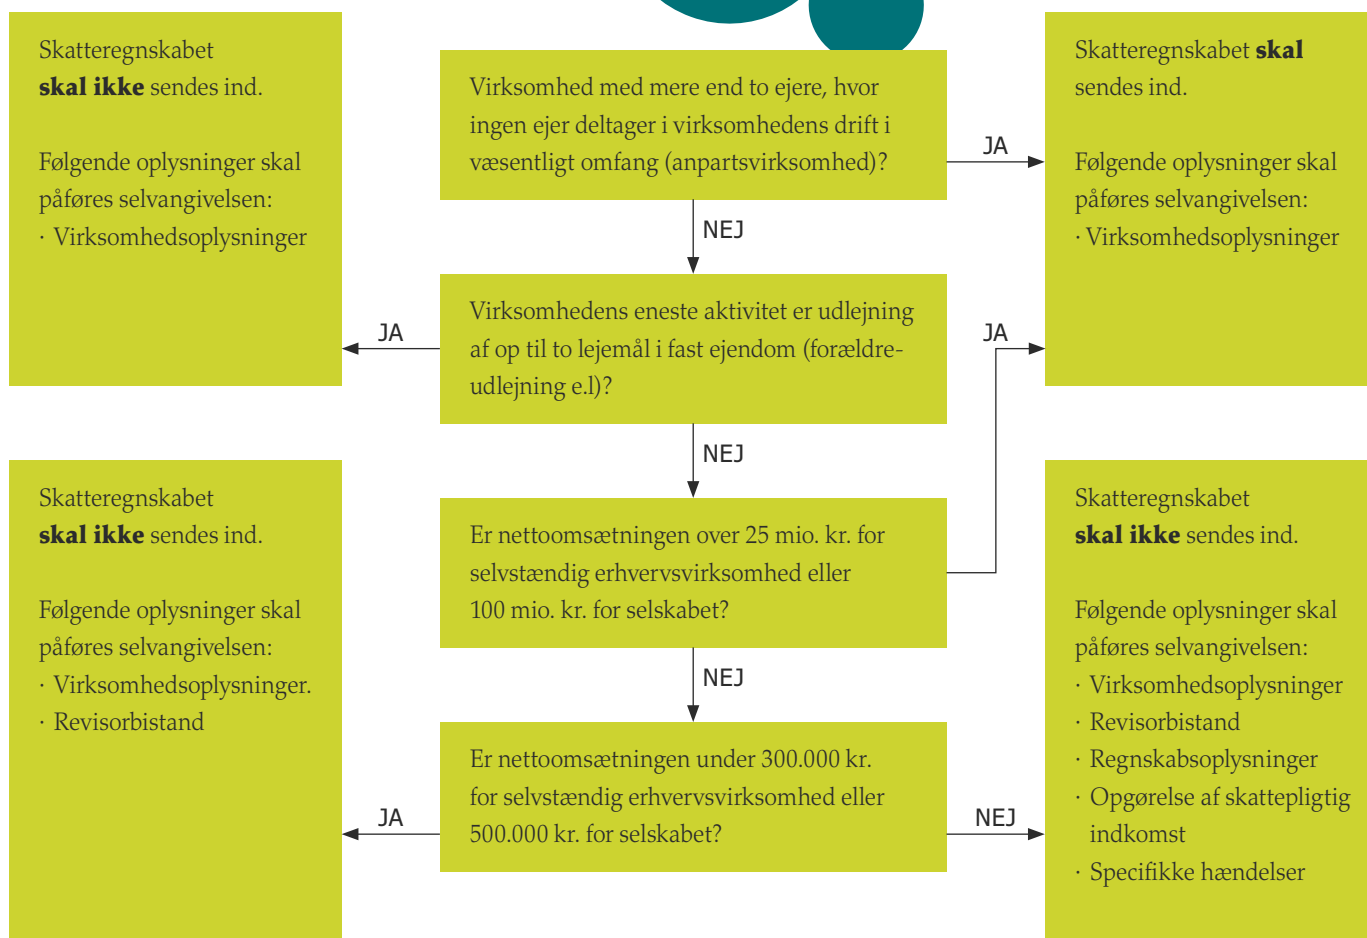 Skatteregnskabet
skal ikke sendes ind.
Følgende oplysninger skal
påføres selvangivelsen:
· Virksomhedsoplysninger
Virksomhed med mere end to ejere, hvor
ingen ejer deltager i virksomhedens drift i
væsentligt omfang (anpartsvirksomhed)?
JA
Skatteregnskabet skal
sendes ind.
Følgende oplysninger skal
påføres selvangivelsen:
· Virksomhedsoplysninger
NEJ
JA
Virksomhedens eneste aktivitet er udlejning
af op til to lejemål i fast ejendom (forældre-
udlejning e.l)?
JA
NEJ
Skatteregnskabet
skal ikke sendes ind.
Følgende oplysninger skal
påføres selvangivelsen:
· Virksomhedsoplysninger.
· Revisorbistand
Er nettoomsætningen over 25 mio. kr. for
selvstændig erhvervsvirksomhed eller
100 mio. kr. for selskabet?
NEJ
JA
Er nettoomsætningen under 300.000 kr.
for selvstændig erhvervsvirksomhed eller
500.000 kr. for selskabet?
NEJ
Skatteregnskabet
skal ikke sendes ind.
Følgende oplysninger skal
påføres selvangivelsen:
· Virksomhedsoplysninger
· Revisorbistand
· Regnskabsoplysninger
· Opgørelse af skattepligtig
indkomst
· Specifikke hændelser